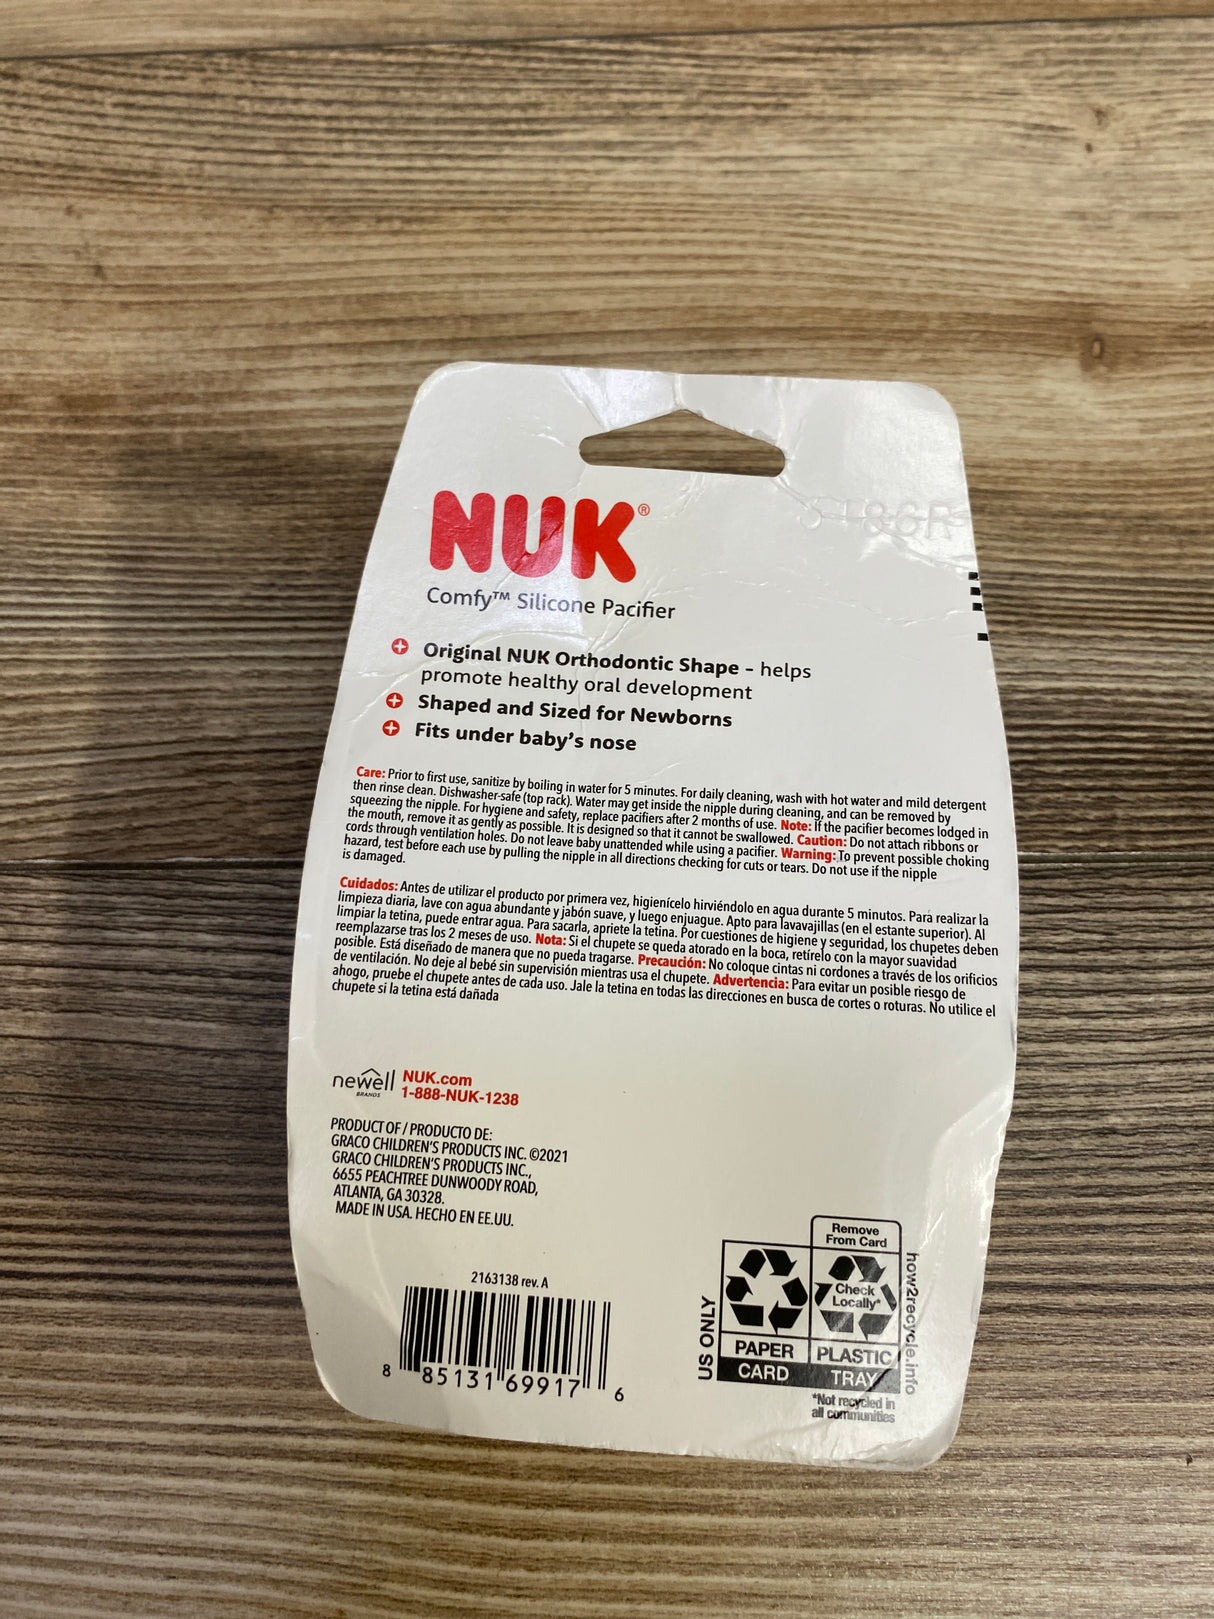 NUK®
Comfy™ Silicone Pacifier
Original NUK Orthodontic Shape - helps
promote healthy oral development
Shaped and Sized for Newborns
Fits under baby's nose
Care: Prior to first use, sanitize by boiling in water for 5 minutes. For daily cleaning, wash with hot water and mild detergent
then rinse clean. Dishwasher-safe (top rack). Water may get inside the nipple during cleaning, and can be removed by
squeezing the nipple. For hygiene and safety, replace pacifiers after 2 months of use. Note: If the pacifier becomes lodged in
the mouth, remove it as gently as possible. It is designed so that it cannot be swallowed. Caution: Do not attach ribbons or
cords through ventilation holes. Do not leave baby unattended while using a pacifier. Warning: To prevent possible choking
hazard, test before each use by pulling the nipple in all directions checking for cuts or tears. Do not use if the nipple
is damaged.
Cuidados: Antes de utilizar el producto por primera vez, higienícelo hirviéndolo en agua durante 5 minutos. Para realizar la
limpieza diaria, lave con agua abundante y jabón suave, y luego enjuague. Apto para lavavajillas (en el estante superior). Al
limpiar la tetina, puede entrar agua. Para sacarla, apriete la tetina. Por cuestiones de higiene y seguridad, los chupetes deben
reemplazarse tras los 2 meses de uso. Nota: Si el chupete se queda atorado en la boca, retírelo con la mayor suavidad
posible. Está diseñado de manera que no pueda tragarse. Precaución: No coloque cintas ni cordones a través de los orificios
de ventilación. No deje al bebé sin supervisión mientras usa el chupete. Advertencia: Para evitar un posible riesgo de
ahogo, pruebe el chupete antes de cada uso. Jale la tetina en todas las direcciones en busca de cortes o roturas. No utilice el
chupete si la tetina está dañada
newell BRANDS
NUK.com
1-888-NUK-1238
PRODUCT OF / PRODUCTO DE:
GRACO CHILDREN'S PRODUCTS INC. ©2021
GRACO CHILDREN'S PRODUCTS INC.,
6655 PEACHTREE DUNWOODY ROAD,
ATLANTA, GA 30328.
MADE IN USA. HECHO EN EE.UU.
2163138 rev. A
8 85131 69917 6
US ONLY
PAPER
CARD
Remove
From Card
Check
Locally*
PLASTIC
TRAY
*Not recycled in
all communities
how2recycle.info